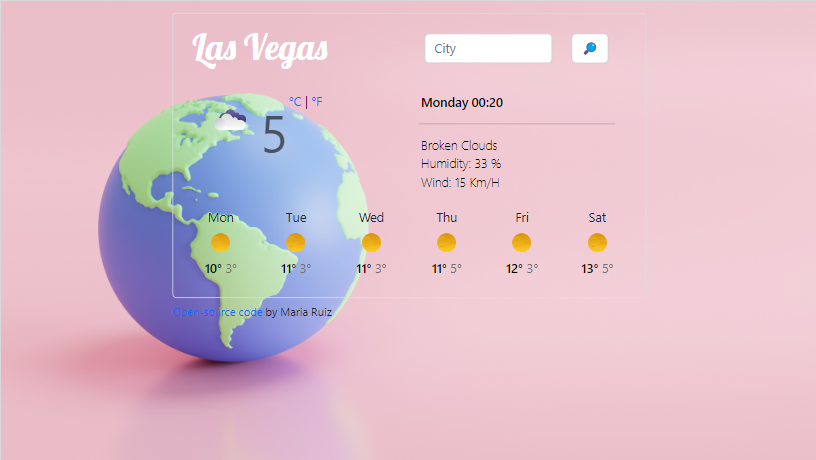 Las Vegas
City
°C | °F
5
Monday 00:20
Broken Clouds
Humidity: 33 %
Wind: 15 Km/H
Mon Tue Wed Thu Fri Sat
10° 3° 11° 3° 11° 3° 11° 5° 12° 3° 13° 5°
Open-source code by Maria Ruiz